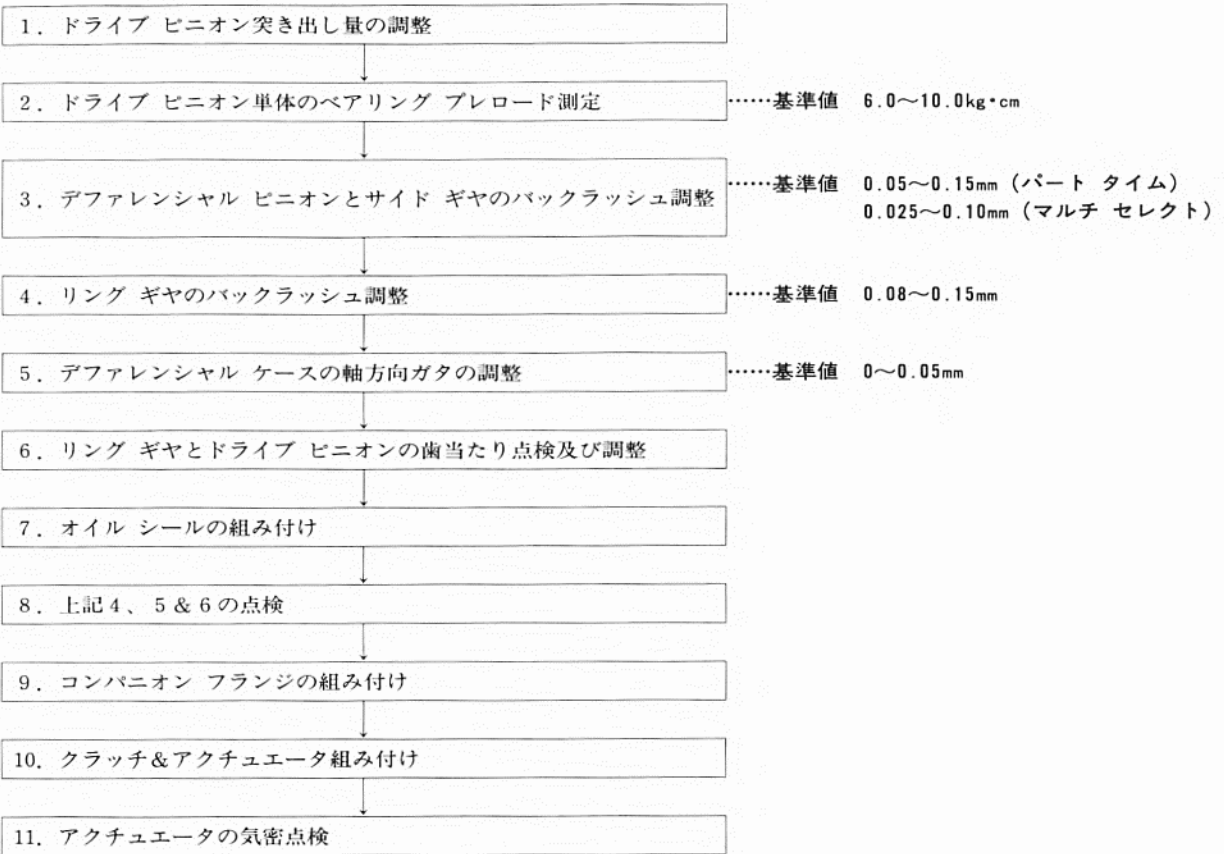 1．ドライブ ピニオン突き出し量の調整
2．ドライブ ピニオン単体のベアリング プレロード測定 ……基準値 6.0～10.0kg･cm
3．デファレンシャル ピニオンとサイド ギヤのバックラッシュ調整 ……基準値 0.05～0.15mm（パート タイム）
0.025～0.10mm（マルチ セレクト）
4．リング ギヤのバックラッシュ調整 ……基準値 0.08～0.15mm
5．デファレンシャル ケースの軸方向ガタの調整 ……基準値 0～0.05mm
6．リング ギヤとドライブ ピニオンの歯当たり点検及び調整
7．オイル シールの組み付け
8．上記4、5＆6の点検
9．コンパニオン フランジの組み付け
10．クラッチ＆アクチュエータ組み付け
11．アクチュエータの気密点検